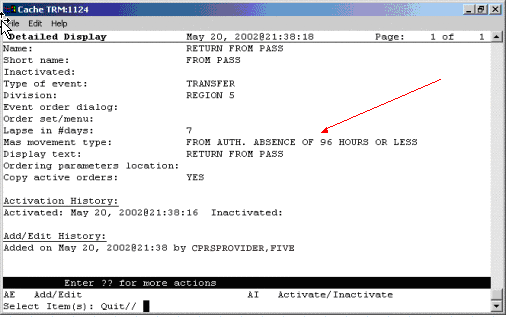 Cache TRM:1124
File Edit Help
Detailed Display May 20, 2002@21:38:18 Page: 1 of 1
Name: RETURN FROM PASS
Short name: FROM PASS
Inactivated:
Type of event: TRANSFER
Division: REGION 5
Event order dialog:
Order set/menu:
Lapse in #days: 7
Mas movement type: FROM AUTH. ABSENCE OF 96 HOURS OR LESS
Display text: RETURN FROM PASS
Ordering parameters location:
Copy active orders: YES
Activation History:
Activated: May 20, 2002@21:38:16 Inactivated:
Add/Edit History:
Added on May 20, 2002@21:38 by CPRSPROVIDER,FIVE
Enter ?? for more actions
AE Add/Edit AI Activate/Inactivate
Select Item(s): Quit//